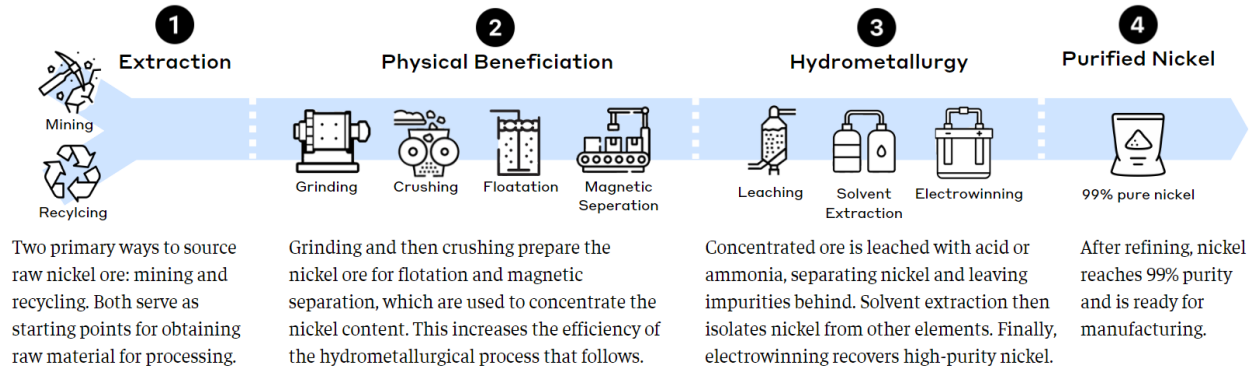 1
Extraction
Mining
Recylcing
Two primary ways to source
raw nickel ore: mining and
recycling. Both serve as
starting points for obtaining
raw material for processing.
2
Physical Beneficiation
Grinding
Crushing
Floatation
Magnetic
Seperation
Grinding and then crushing prepare the
nickel ore for flotation and magnetic
separation, which are used to concentrate the
nickel content. This increases the efficiency of
the hydrometallurgical process that follows.
3
Hydrometallurgy
Leaching
Solvent
Extraction
Electrowinning
Concentrated ore is leached with acid or
ammonia, separating nickel and leaving
impurities behind. Solvent extraction then
isolates nickel from other elements. Finally,
electrowinning recovers high-purity nickel.
4
Purified Nickel
99% pure nickel
After refining, nickel
reaches 99% purity
and is ready for
manufacturing.